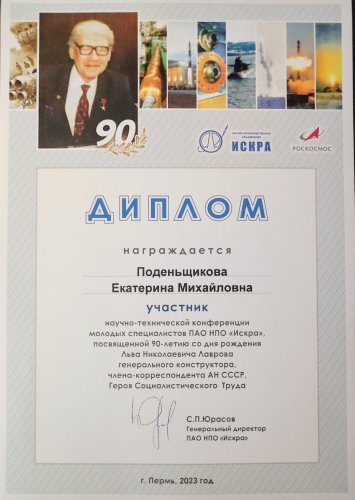 90
НАУЧНО-ПРОИЗВОДСТВЕННОЕ
ОБЪЕДИНЕНИЕ
ИСКРА
РОСКОСМОС
ДИПЛОМ
награждается
Поденьщикова
Екатерина Михайловна
участник
научно-технической конференции
молодых специалистов ПАО НПО «Искра»,
посвященной 90-летию со дня рождения
Льва Николаевича Лаврова
генерального конструктора,
члена-корреспондента АН СССР,
Героя Социалистического Труда
С.П.Юрасов
Генеральный директор
ПАО НПО «Искра»
г. Пермь, 2023 год